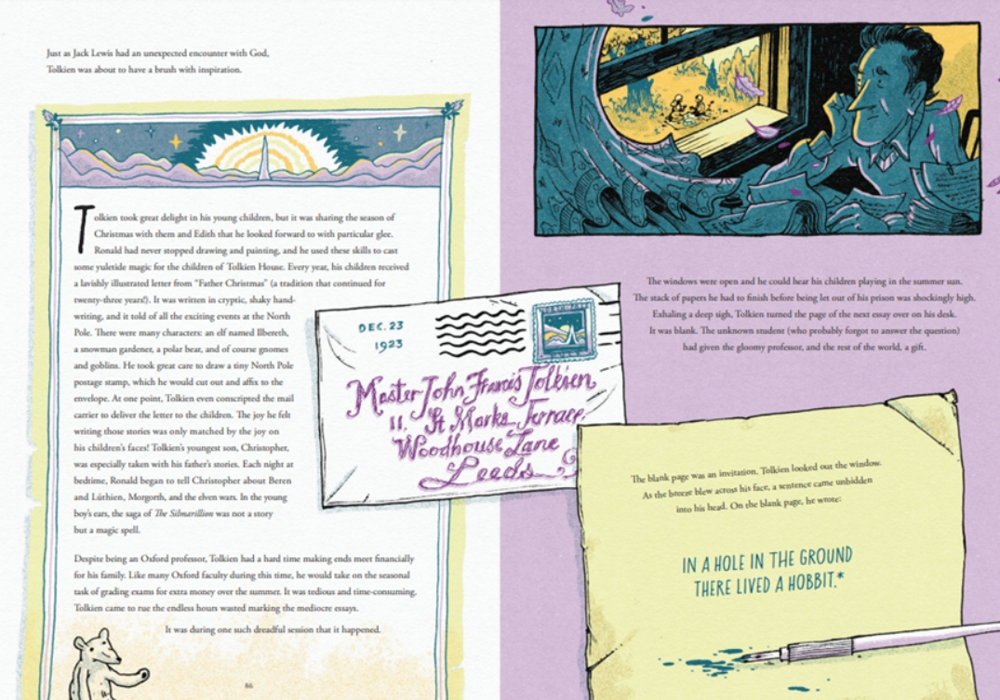 Just as Jack Lewis had an unexpected encounter with God,
Tolkien was about to have a brush with inspiration.
Tolkien took great delight in his young children, but it was sharing the season of
Christmas with them and Edith that he looked forward to with particular glee.
Ronald had never stopped drawing and painting, and he used these skills to cast
some yuletide magic for the children of Tolkien House. Every year, his children received
a lavishly illustrated letter from “Father Christmas” (a tradition that continued for
twenty-three years!). It was written in cryptic, shaky hand-
writing, and it told of all the exciting events at the North
Pole. There were many characters: an elf named Ilbereth,
a snowman gardener, a polar bear, and of course gnomes
and goblins. He took great care to draw a tiny North Pole
postage stamp, which he would cut out and affix to the
envelope. At one point, Tolkien even conscripted the mail
carrier to deliver the letter to the children. The joy he felt
writing those stories was only matched by the joy on
his children’s faces! Tolkien’s youngest son, Christopher,
was especially taken with his father’s stories. Each night at
bedtime, Ronald began to tell Christopher about Beren
and Lúthien, Morgorth, and the elven wars. In the young
boy’s ears, the saga of The Silmarillion was not a story
but a magic spell.
Despite being an Oxford professor, Tolkien had a hard time making ends meet financially
for his family. Like many Oxford faculty during this time, he would take on the seasonal
task of grading exams for extra money over the summer. It was tedious and time-consuming.
Tolkien came to rue the endless hours wasted marking the mediocre essays.
It was during one such dreadful session that it happened.
86
DEC. 23
1923
Master John Francis Tolkien
11, St Marks Terrace,
Woodhouse Lane
Leeds
The windows were open and he could hear his children playing in the summer sun.
The stack of papers he had to finish before being let out of his prison was shockingly high.
Exhaling a deep sigh, Tolkien turned the page of the next essay over on his desk.
It was blank. The unknown student (who probably forgot to answer the question)
had given the gloomy professor, and the rest of the world, a gift.
The blank page was an invitation. Tolkien looked out the window.
As the breeze blew across his face, a sentence came unbidden
into his head. On the blank page, he wrote:
IN A HOLE IN THE GROUND
THERE LIVED A HOBBIT.*